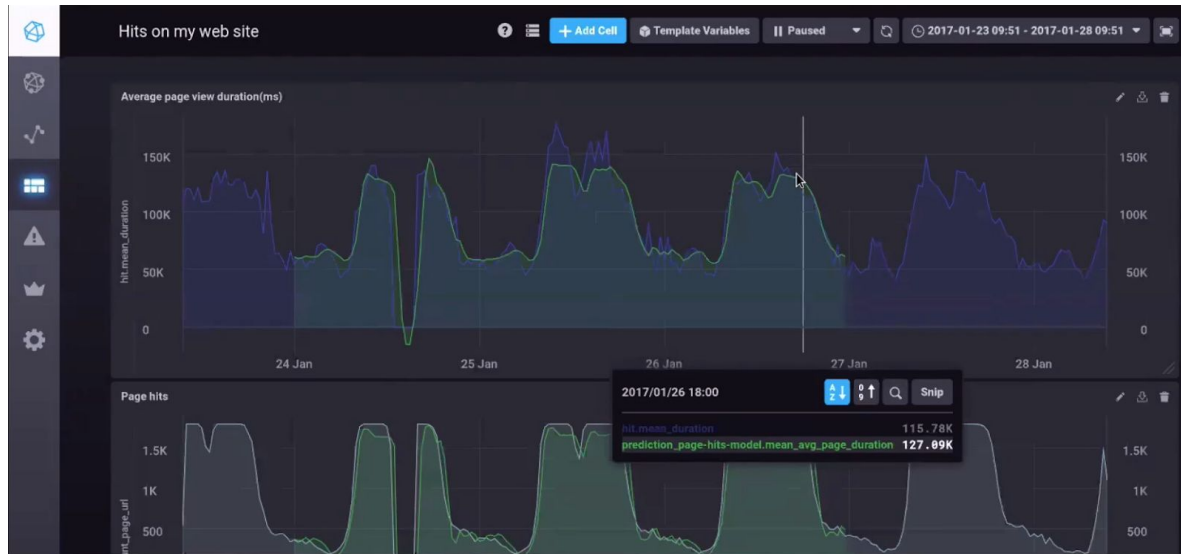 Hits on my web site
Add Cell
Template Variables
Paused
2017-01-23 09:51 - 2017-01-28 09:51
Average page view duration(ms)
150K
100K
50K
0
hit.mean_duration
150K
100K
50K
0
24 Jan
25 Jan
26 Jan
27 Jan
28 Jan
2017/01/26 18:00
Snip
hit.mean_duration 115.78K
prediction_page-hits-model.mean_avg_page_duration 127.09K
Page hits
1.5K
1K
500
1.5K
1K
500